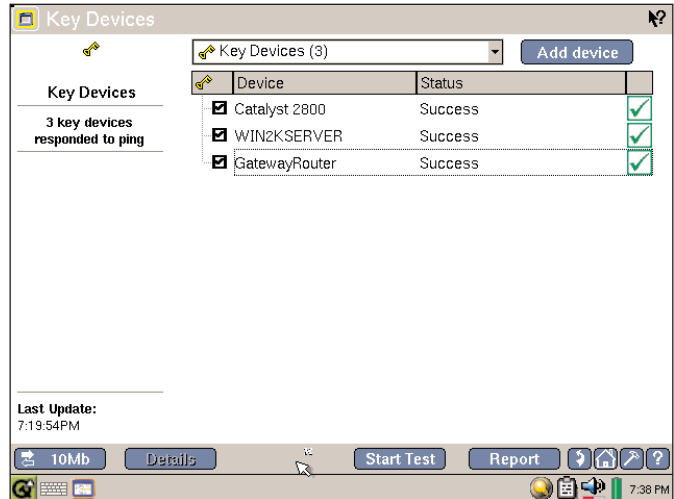 Key Devices
Key Devices (3)
Add device
Key Devices
3 key devices
responded to ping
Device Status
Catalyst 2800 Success
WIN2KSERVER Success
GatewayRouter Success
Last Update:
7:19:54PM
10Mb Details Start Test Report ?
7:38 PM